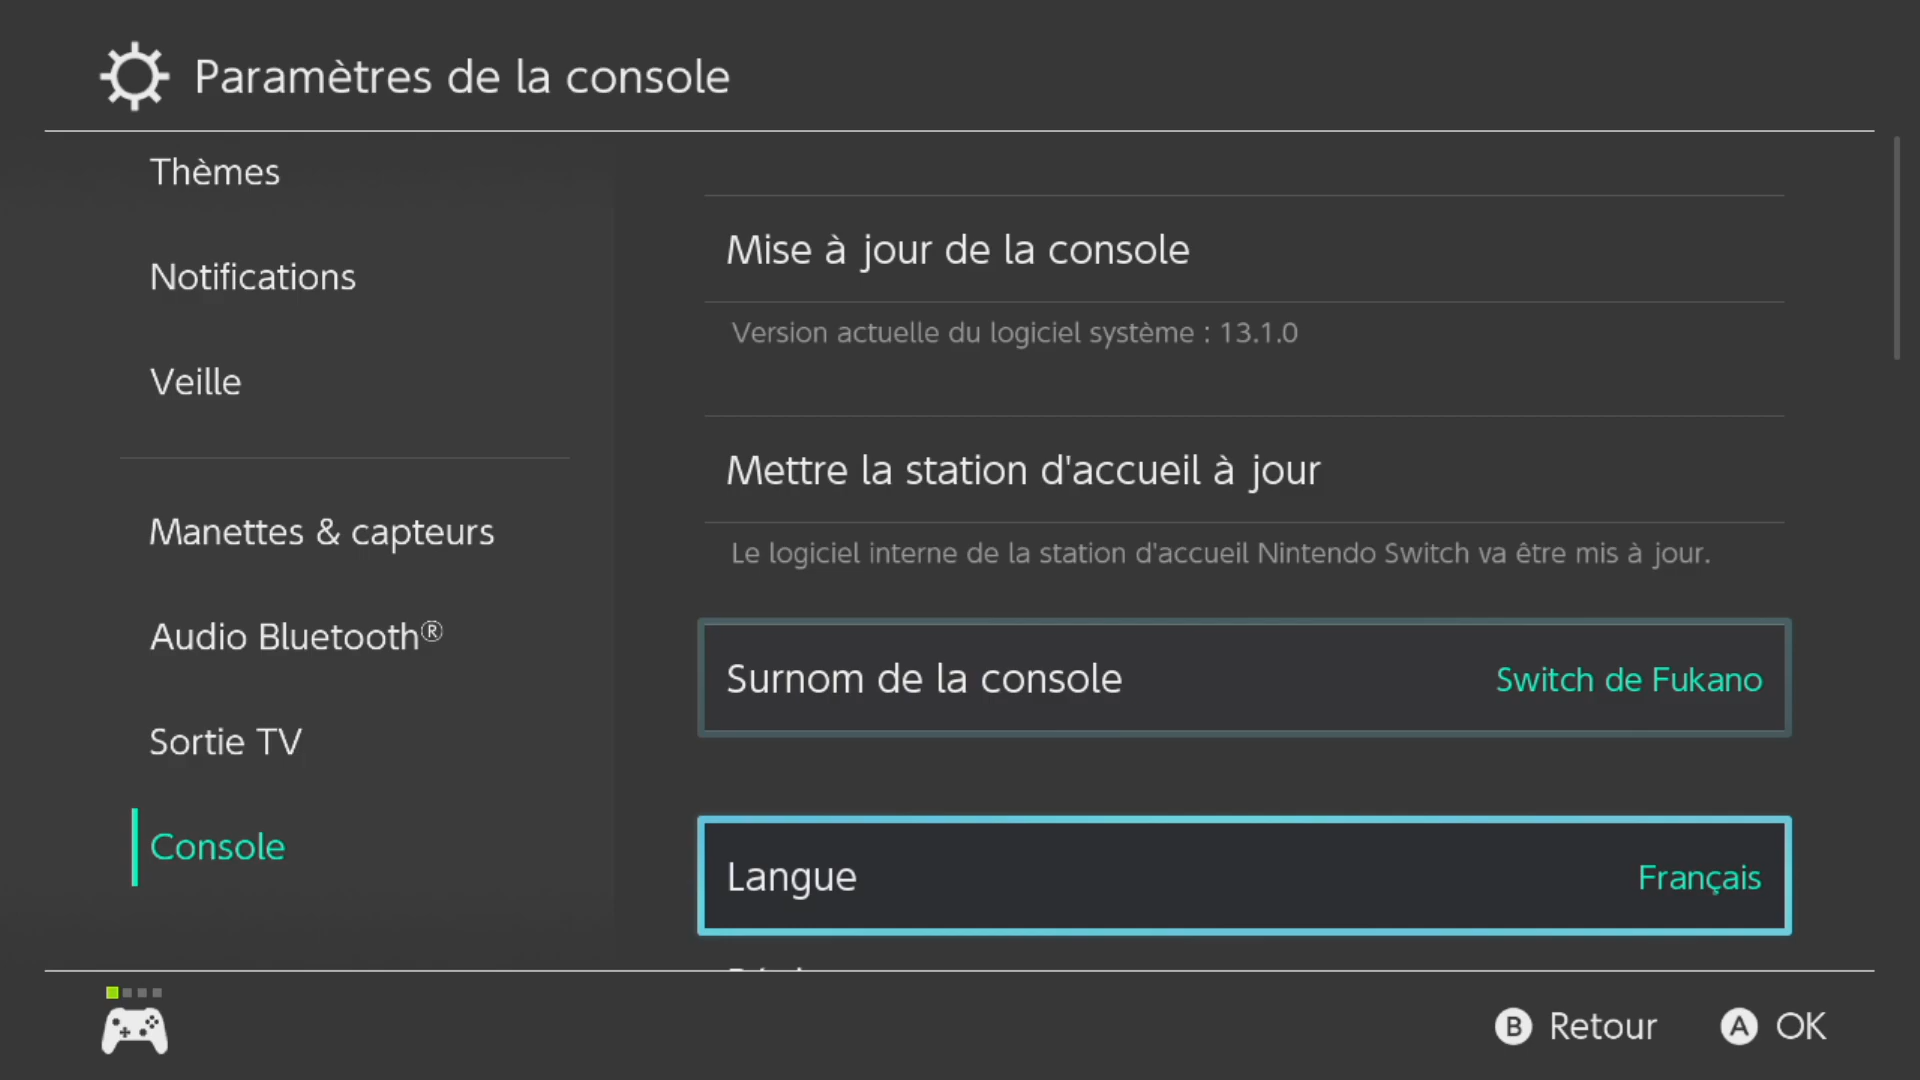 Paramètres de la console
Thèmes
Notifications
Veille
Manettes & capteurs
Audio Bluetooth®
Sortie TV
Console
Mise à jour de la console
Version actuelle du logiciel système : 13.1.0
Mettre la station d'accueil à jour
Le logiciel interne de la station d'accueil Nintendo Switch va être mis à jour.
Surnom de la console Switch de Fukano
Langue Français
B Retour A OK